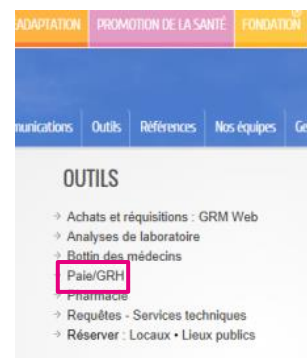 ADAPTATION PROMOTION DE LA SANTÉ FONDATION
Outils Références Nos équipes
OUTILS
Achats et réquisitions : GRM Web
Analyses de laboratoire
Bottin des médecins
Paie/GRH
Pharmacie
Requêtes - Services techniques
Réserver : Locaux • Lieux publics